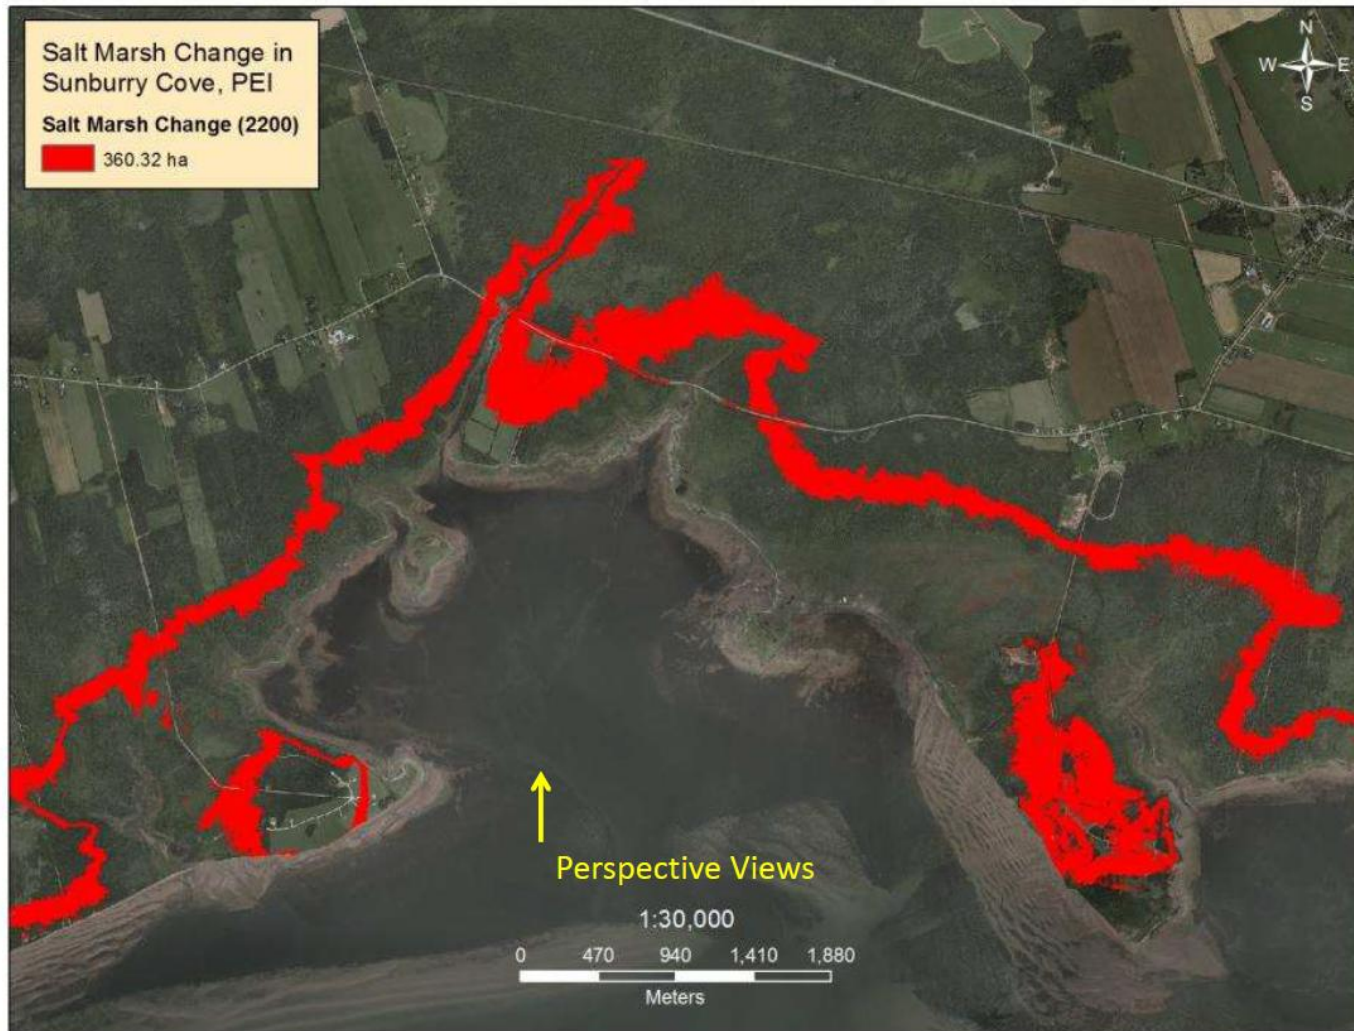 Salt Marsh Change in
Sunburry Cove, PEI
Salt Marsh Change (2200)
360.32 ha
N
W E
S
Perspective Views
1:30,000
0 470 940 1,410 1,880
Meters